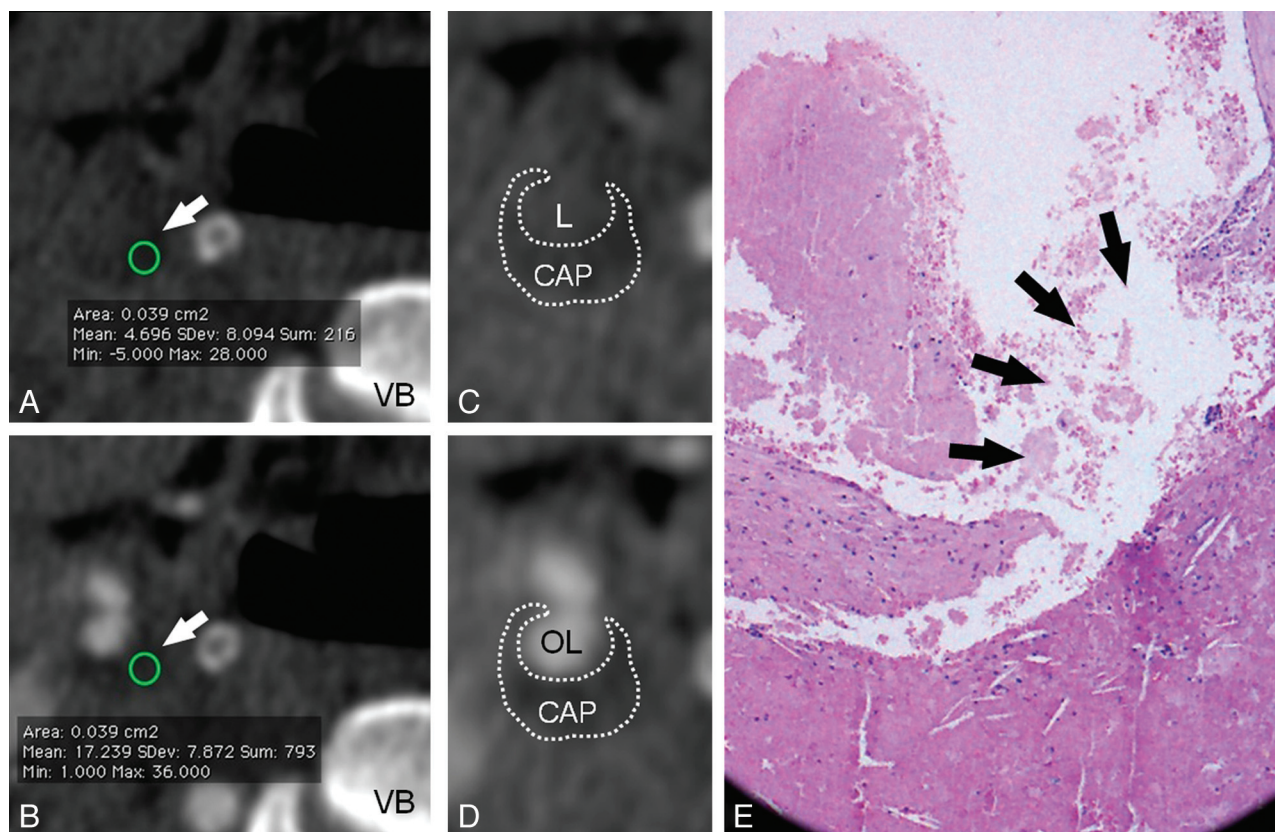 Area: 0.039 cm2
Mean: 4.696 SDev: 8.094 Sum: 216
Min: -5.000 Max: 28.000
VB
A
L
CAP
C
Area: 0.039 cm2
Mean: 17.239 SDev: 7.872 Sum: 793
Min: 1.000 Max: 36.000
VB
B
OL
CAP
D
E